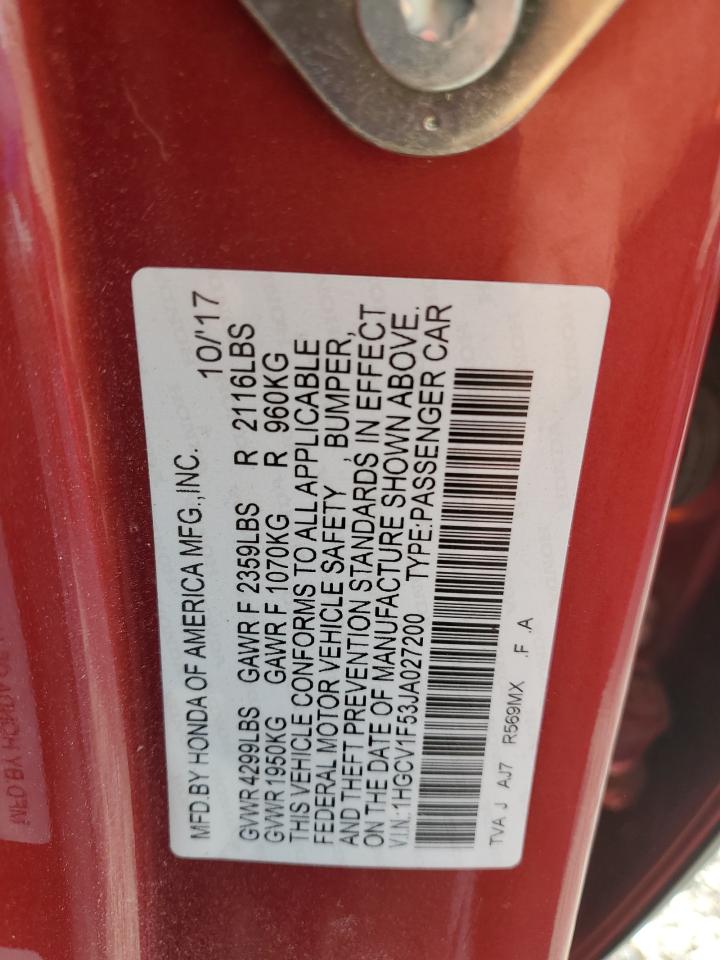 MFD.BY HONDA OF AMERICA MFG.,INC. 10/'17
GVWR 4299LBS GAWR F 2359LBS R 2116LBS
GVWR 1950KG GAWR F 1070KG R 960KG
THIS VEHICLE CONFORMS TO ALL APPLICABLE
FEDERAL MOTOR VEHICLE SAFETY , BUMPER,
AND THEFT PREVENTION STANDARDS IN EFFECT
ON THE DATE OF MANUFACTURE SHOWN ABOVE.
V.I.N.:1HGCV1F53JA027200 TYPE:PASSENGER CAR
TVA J AJ7 R569MX .F .A